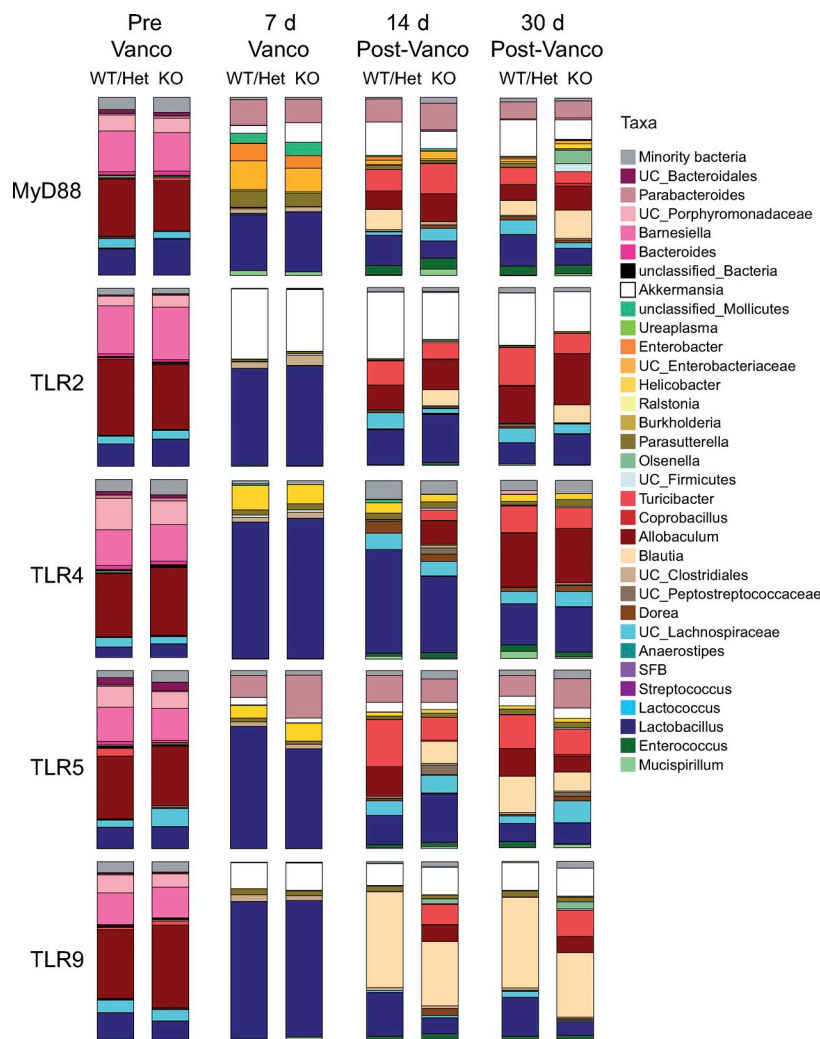 Pre
Vanco
7 d
Vanco
14 d
Post-Vanco
30 d
Post-Vanco
WT/Het KO
WT/Het KO
WT/Het KO
WT/Het KO
MyD88
TLR2
TLR4
TLR5
TLR9
Taxa
Minority bacteria
UC_Bacteroidales
Parabacteroides
UC_Porphyromonadaceae
Barnesiella
Bacteroides
unclassified_Bacteria
Akkermansia
unclassified_Mollicutes
Ureaplasma
Enterobacter
UC_Enterobacteriaceae
Helicobacter
Ralstonia
Burkholderia
Parasutterella
Olsenella
UC_Firmicutes
Turicibacter
Coprobacillus
Allobaculum
Blautia
UC_Clostridiales
UC_Peptostreptococcaceae
Dorea
UC_Lachnospiraceae
Anaerostipes
SFB
Streptococcus
Lactococcus
Lactobacillus
Enterococcus
Mucispirillum